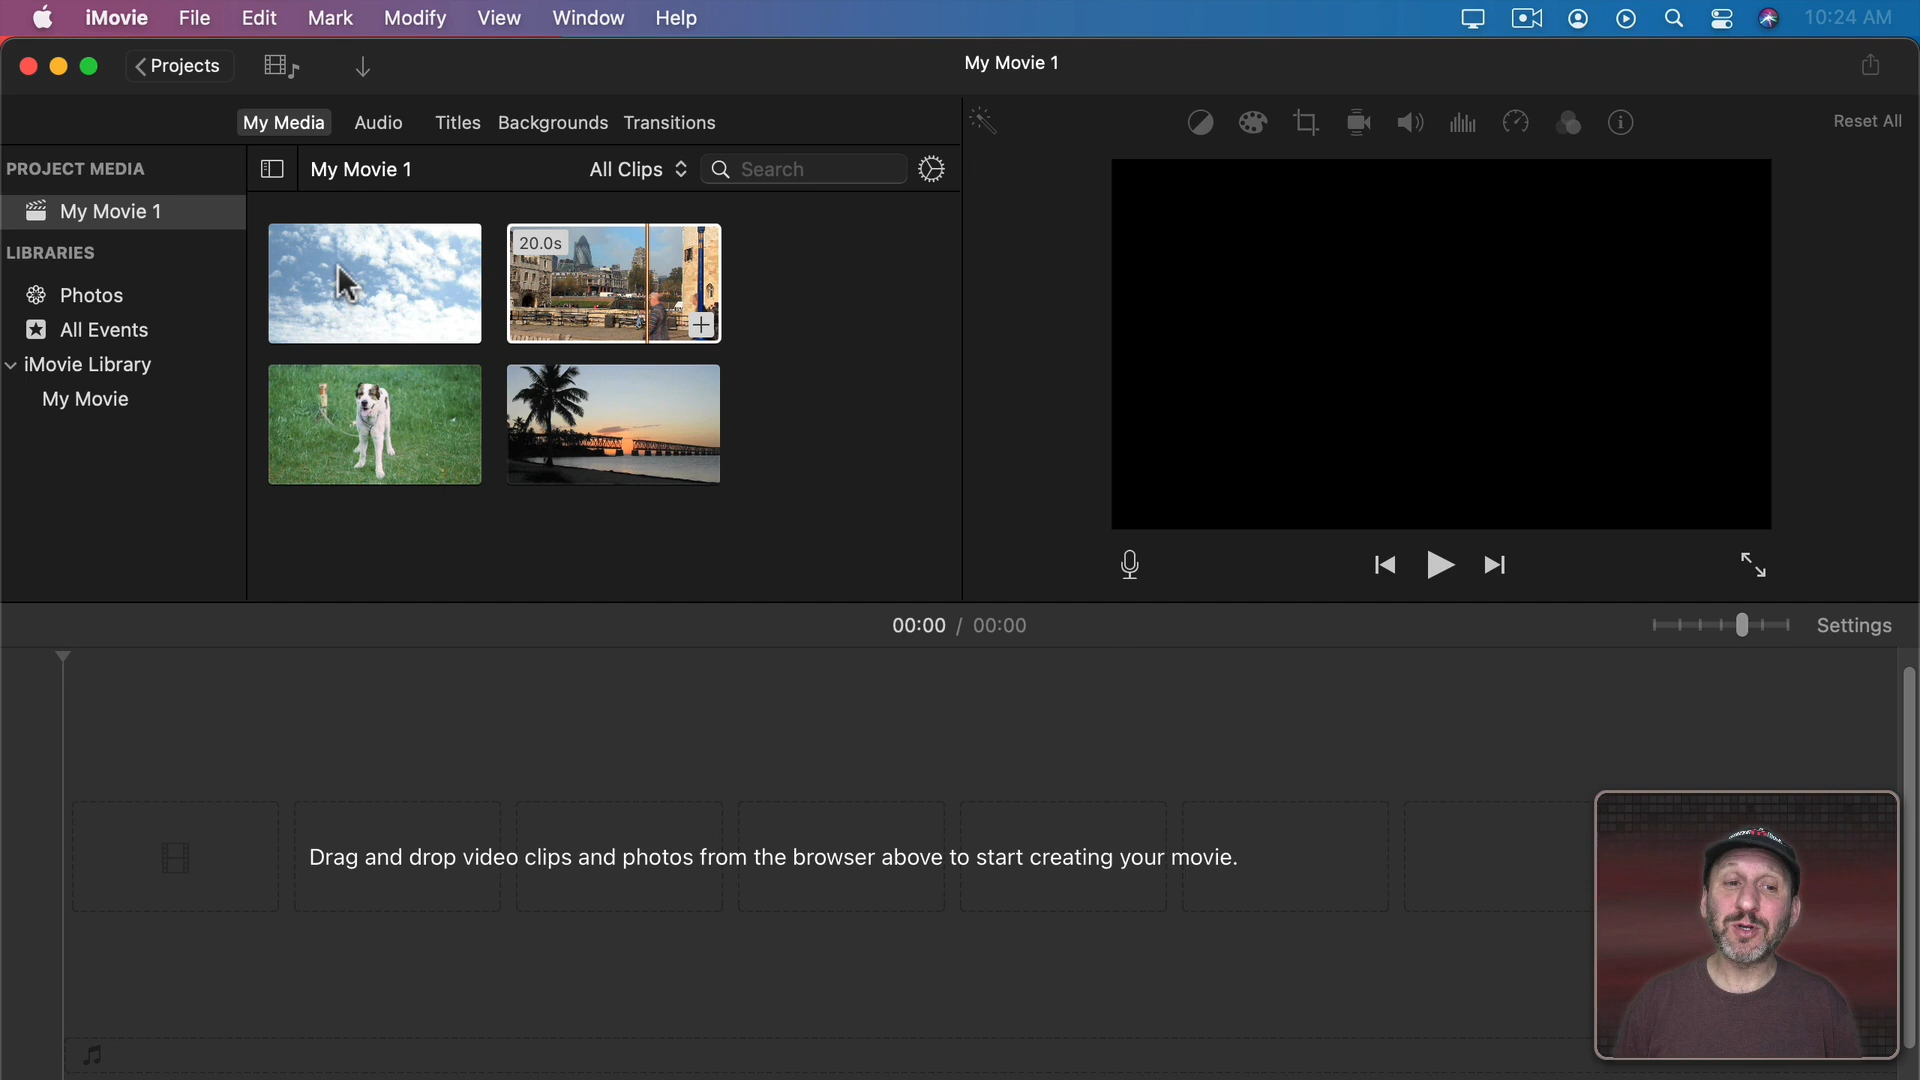 iMovie File Edit Mark Modify View Window Help 10:24 AM
Projects My Movie 1
My Media Audio Titles Backgrounds Transitions Reset All
PROJECT MEDIA My Movie 1 All Clips Search
My Movie 1
LIBRARIES
20.0s
Photos
All Events
iMovie Library
My Movie
00:00 / 00:00 Settings
Drag and drop video clips and photos from the browser above to start creating your movie.